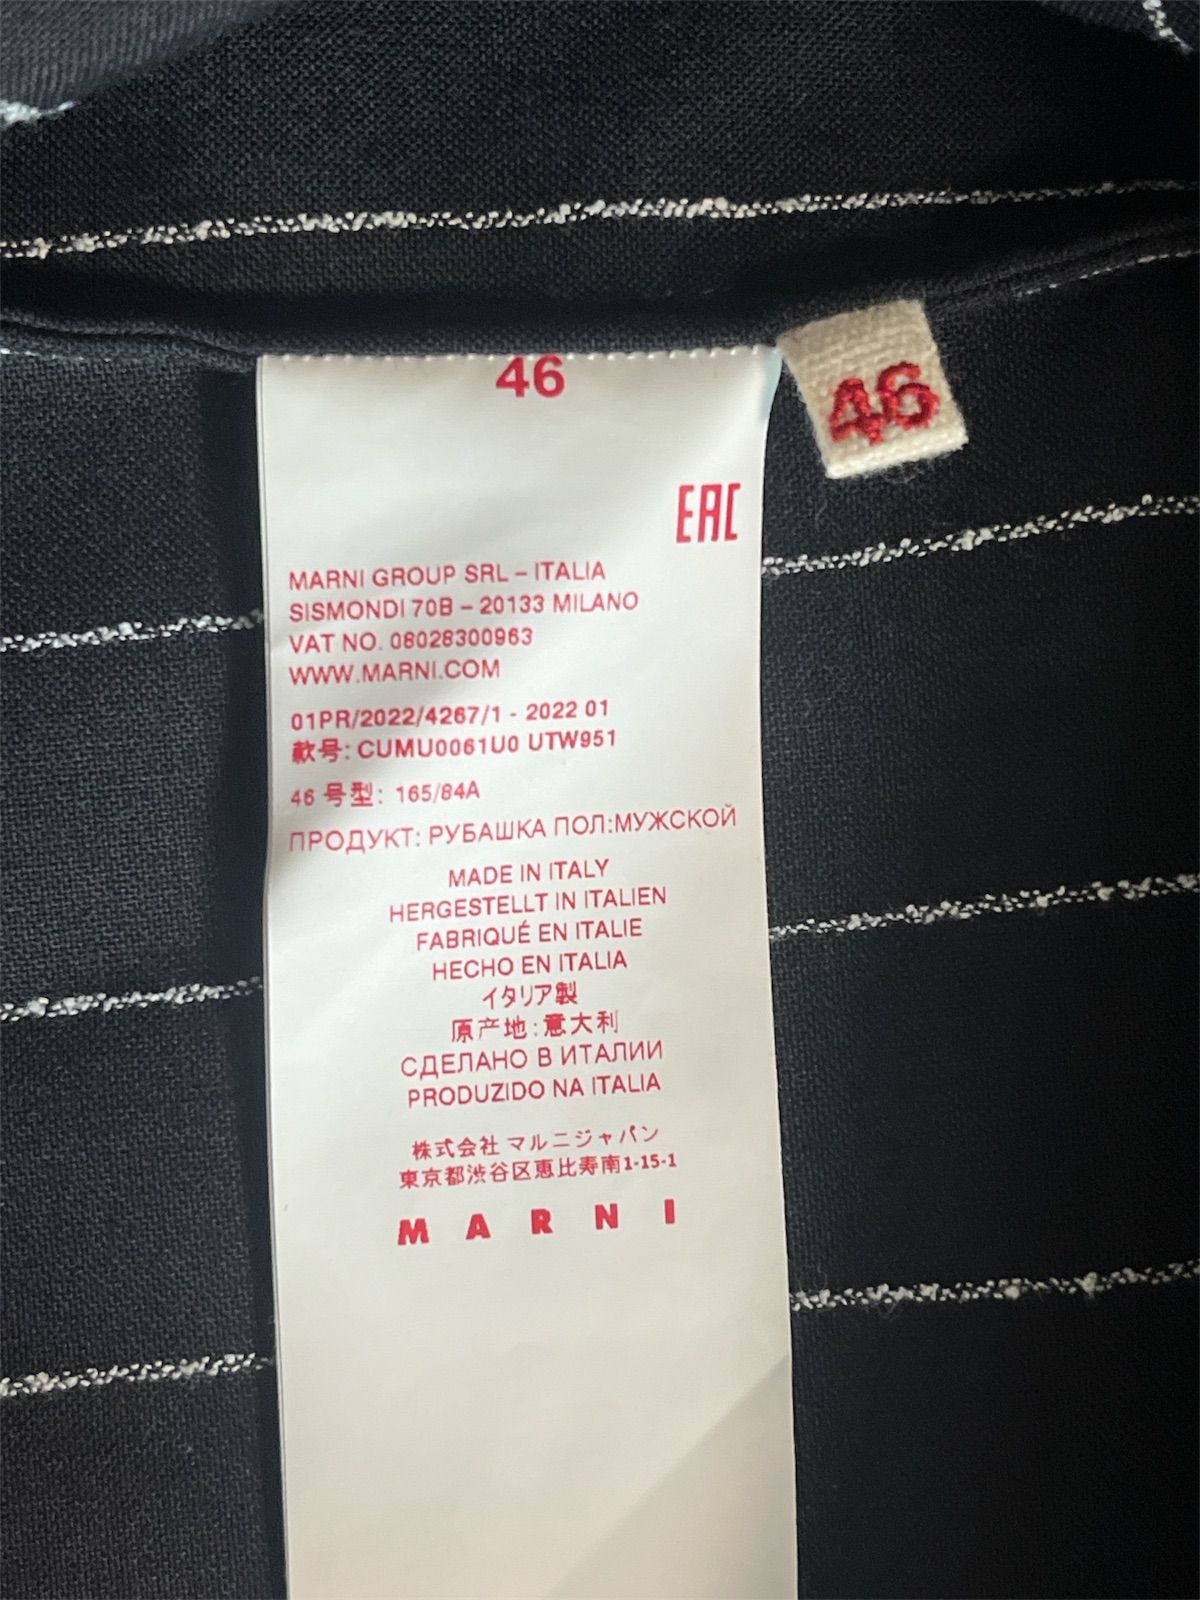 46
46
EAC
MARNI GROUP SRL – ITALIA
SISMONDI 70B – 20133 MILANO
VAT NO. 08028300963
WWW.MARNI.COM
01PR/2022/4267/1 - 2022 01
款号: CUMU0061U0 UTW951
46 号型: 165/84A
ПРОДУКТ: РУБАШКА ПОЛ:МУЖСКОЙ
MADE IN ITALY
HERGESTELLT IN ITALIEN
FABRIQUÉ EN ITALIE
HECHO EN ITALIA
イタリア製
原产地:意大利
СДЕЛАНО В ИТАЛИИ
PRODUZIDO NA ITALIA
株式会社 マルニジャパン
東京都渋谷区恵比寿南1-15-1
MARNI